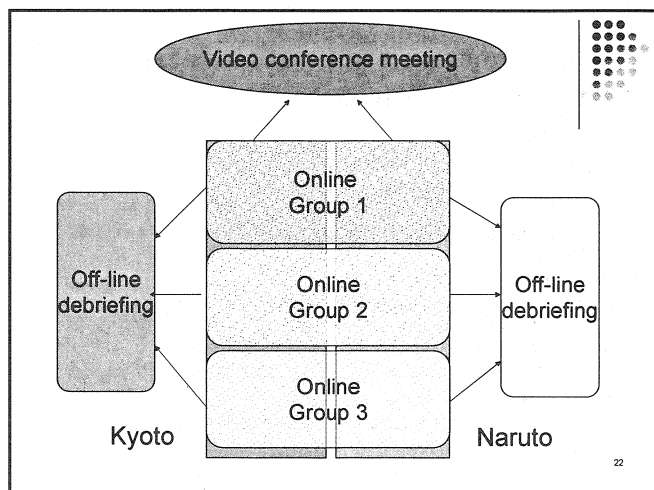 Video conference meeting
Online
Group 1
Off-line
debriefing
Online
Group 2
Off-line
debriefing
Online
Group 3
Kyoto
Naruto
22